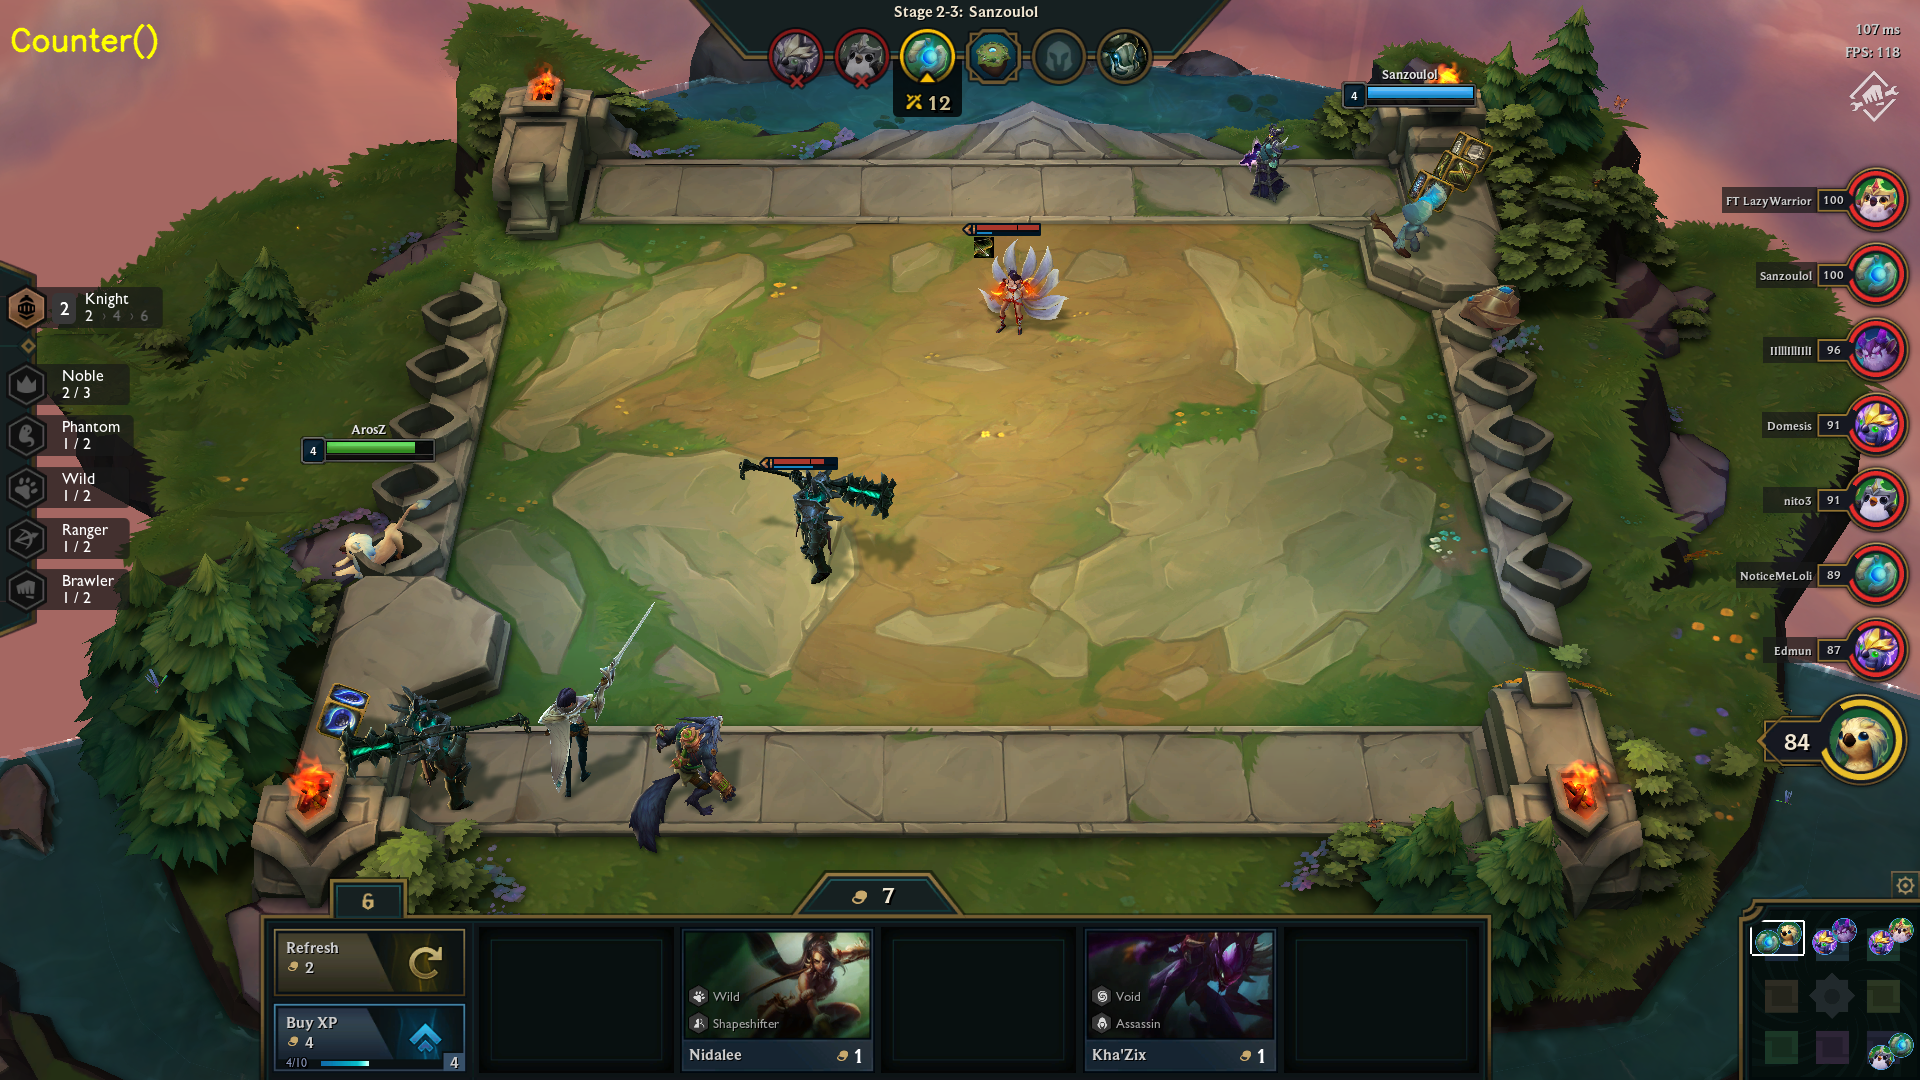 Counter()
Stage 2-3: Sanzoulol
12
107 ms
FPS: 118
Sanzoulol
4
FT LazyWarrior 100
Sanzoulol 100
96
Domesis 91
nito3 91
NoticeMeLoli 89
Edmun 87
84
2
Knight
2 › 4 › 6
Noble
2 / 3
Phantom
1 / 2
Wild
1 / 2
Ranger
1 / 2
Brawler
1 / 2
ArosZ
4
6
7
Refresh
2
Buy XP
4
4/10
4
Wild
Shapeshifter
Nidalee 1
Void
Assassin
Kha'Zix 1